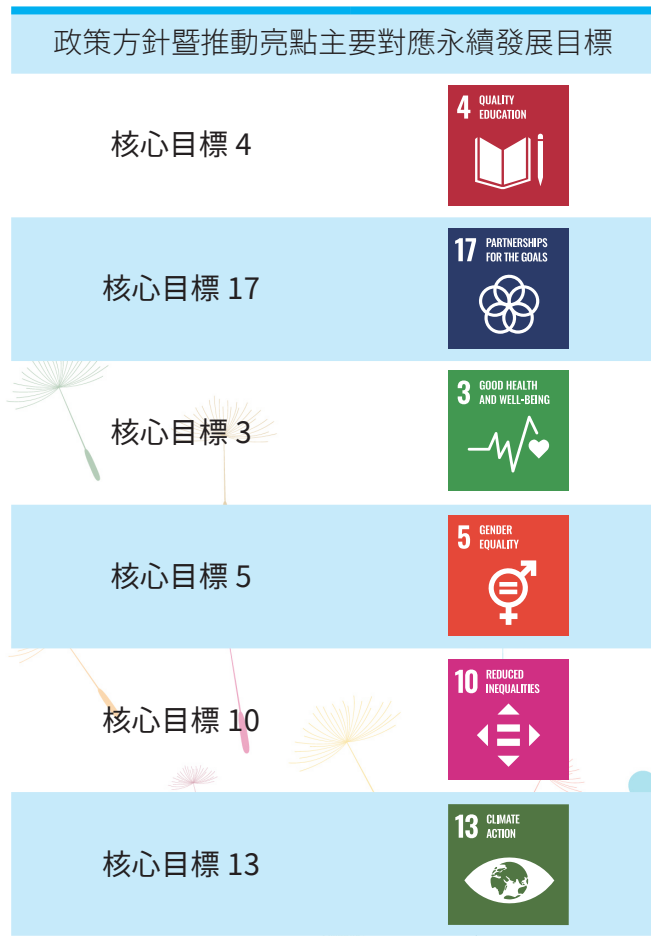 政策方針暨推動亮點主要對應永續發展目標
核心目標 4
4 QUALITY
EDUCATION
核心目標 17
17 PARTNERSHIPS
FOR THE GOALS
核心目標 3
3 GOOD HEALTH
AND WELL-BEING
核心目標 5
5 GENDER
EQUALITY
核心目標 10
10 REDUCED
INEQUALITIES
核心目標 13
13 CLIMATE
ACTION